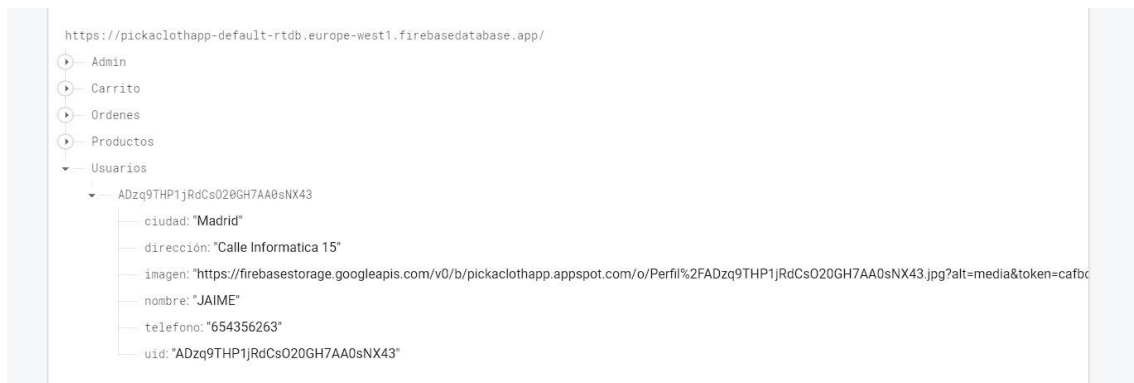 https://pickaclothapp-default-rtdb.europe-west1.firebasedatabase.app/
Admin
Carrito
Ordenes
Productos
Usuarios
ADzq9THP1jRdCsO20GH7AA0sNX43
ciudad: "Madrid"
dirección: "Calle Informatica 15"
imagen: "https://firebasestorage.googleapis.com/v0/b/pickaclothapp.appspot.com/o/Perfil%2FADzq9THP1jRdCsO20GH7AA0sNX43.jpg?alt=media&token=cafbc
nombre: "JAIME"
telefono: "654356263"
uid: "ADzq9THP1jRdCsO20GH7AA0sNX43"